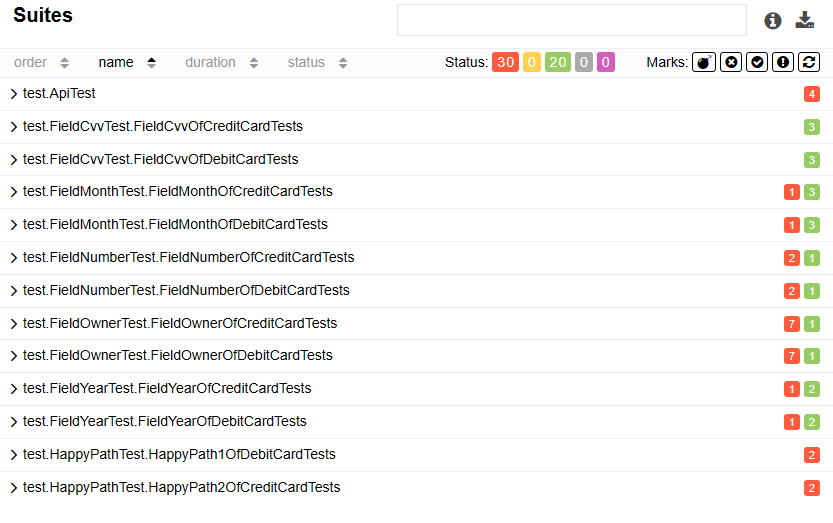 Suites
order name duration status Status: 30 0 20 0 0 Marks:
test.ApiTest 4
test.FieldCvvTest.FieldCvvOfCreditCardTests 3
test.FieldCvvTest.FieldCvvOfDebitCardTests 3
test.FieldMonthTest.FieldMonthOfCreditCardTests 1 3
test.FieldMonthTest.FieldMonthOfDebitCardTests 1 3
test.FieldNumberTest.FieldNumberOfCreditCardTests 2 1
test.FieldNumberTest.FieldNumberOfDebitCardTests 2 1
test.FieldOwnerTest.FieldOwnerOfCreditCardTests 7 1
test.FieldOwnerTest.FieldOwnerOfDebitCardTests 7 1
test.FieldYearTest.FieldYearOfCreditCardTests 1 2
test.FieldYearTest.FieldYearOfDebitCardTests 1 2
test.HappyPathTest.HappyPath1OfDebitCardTests 2
test.HappyPathTest.HappyPath2OfCreditCardTests 2